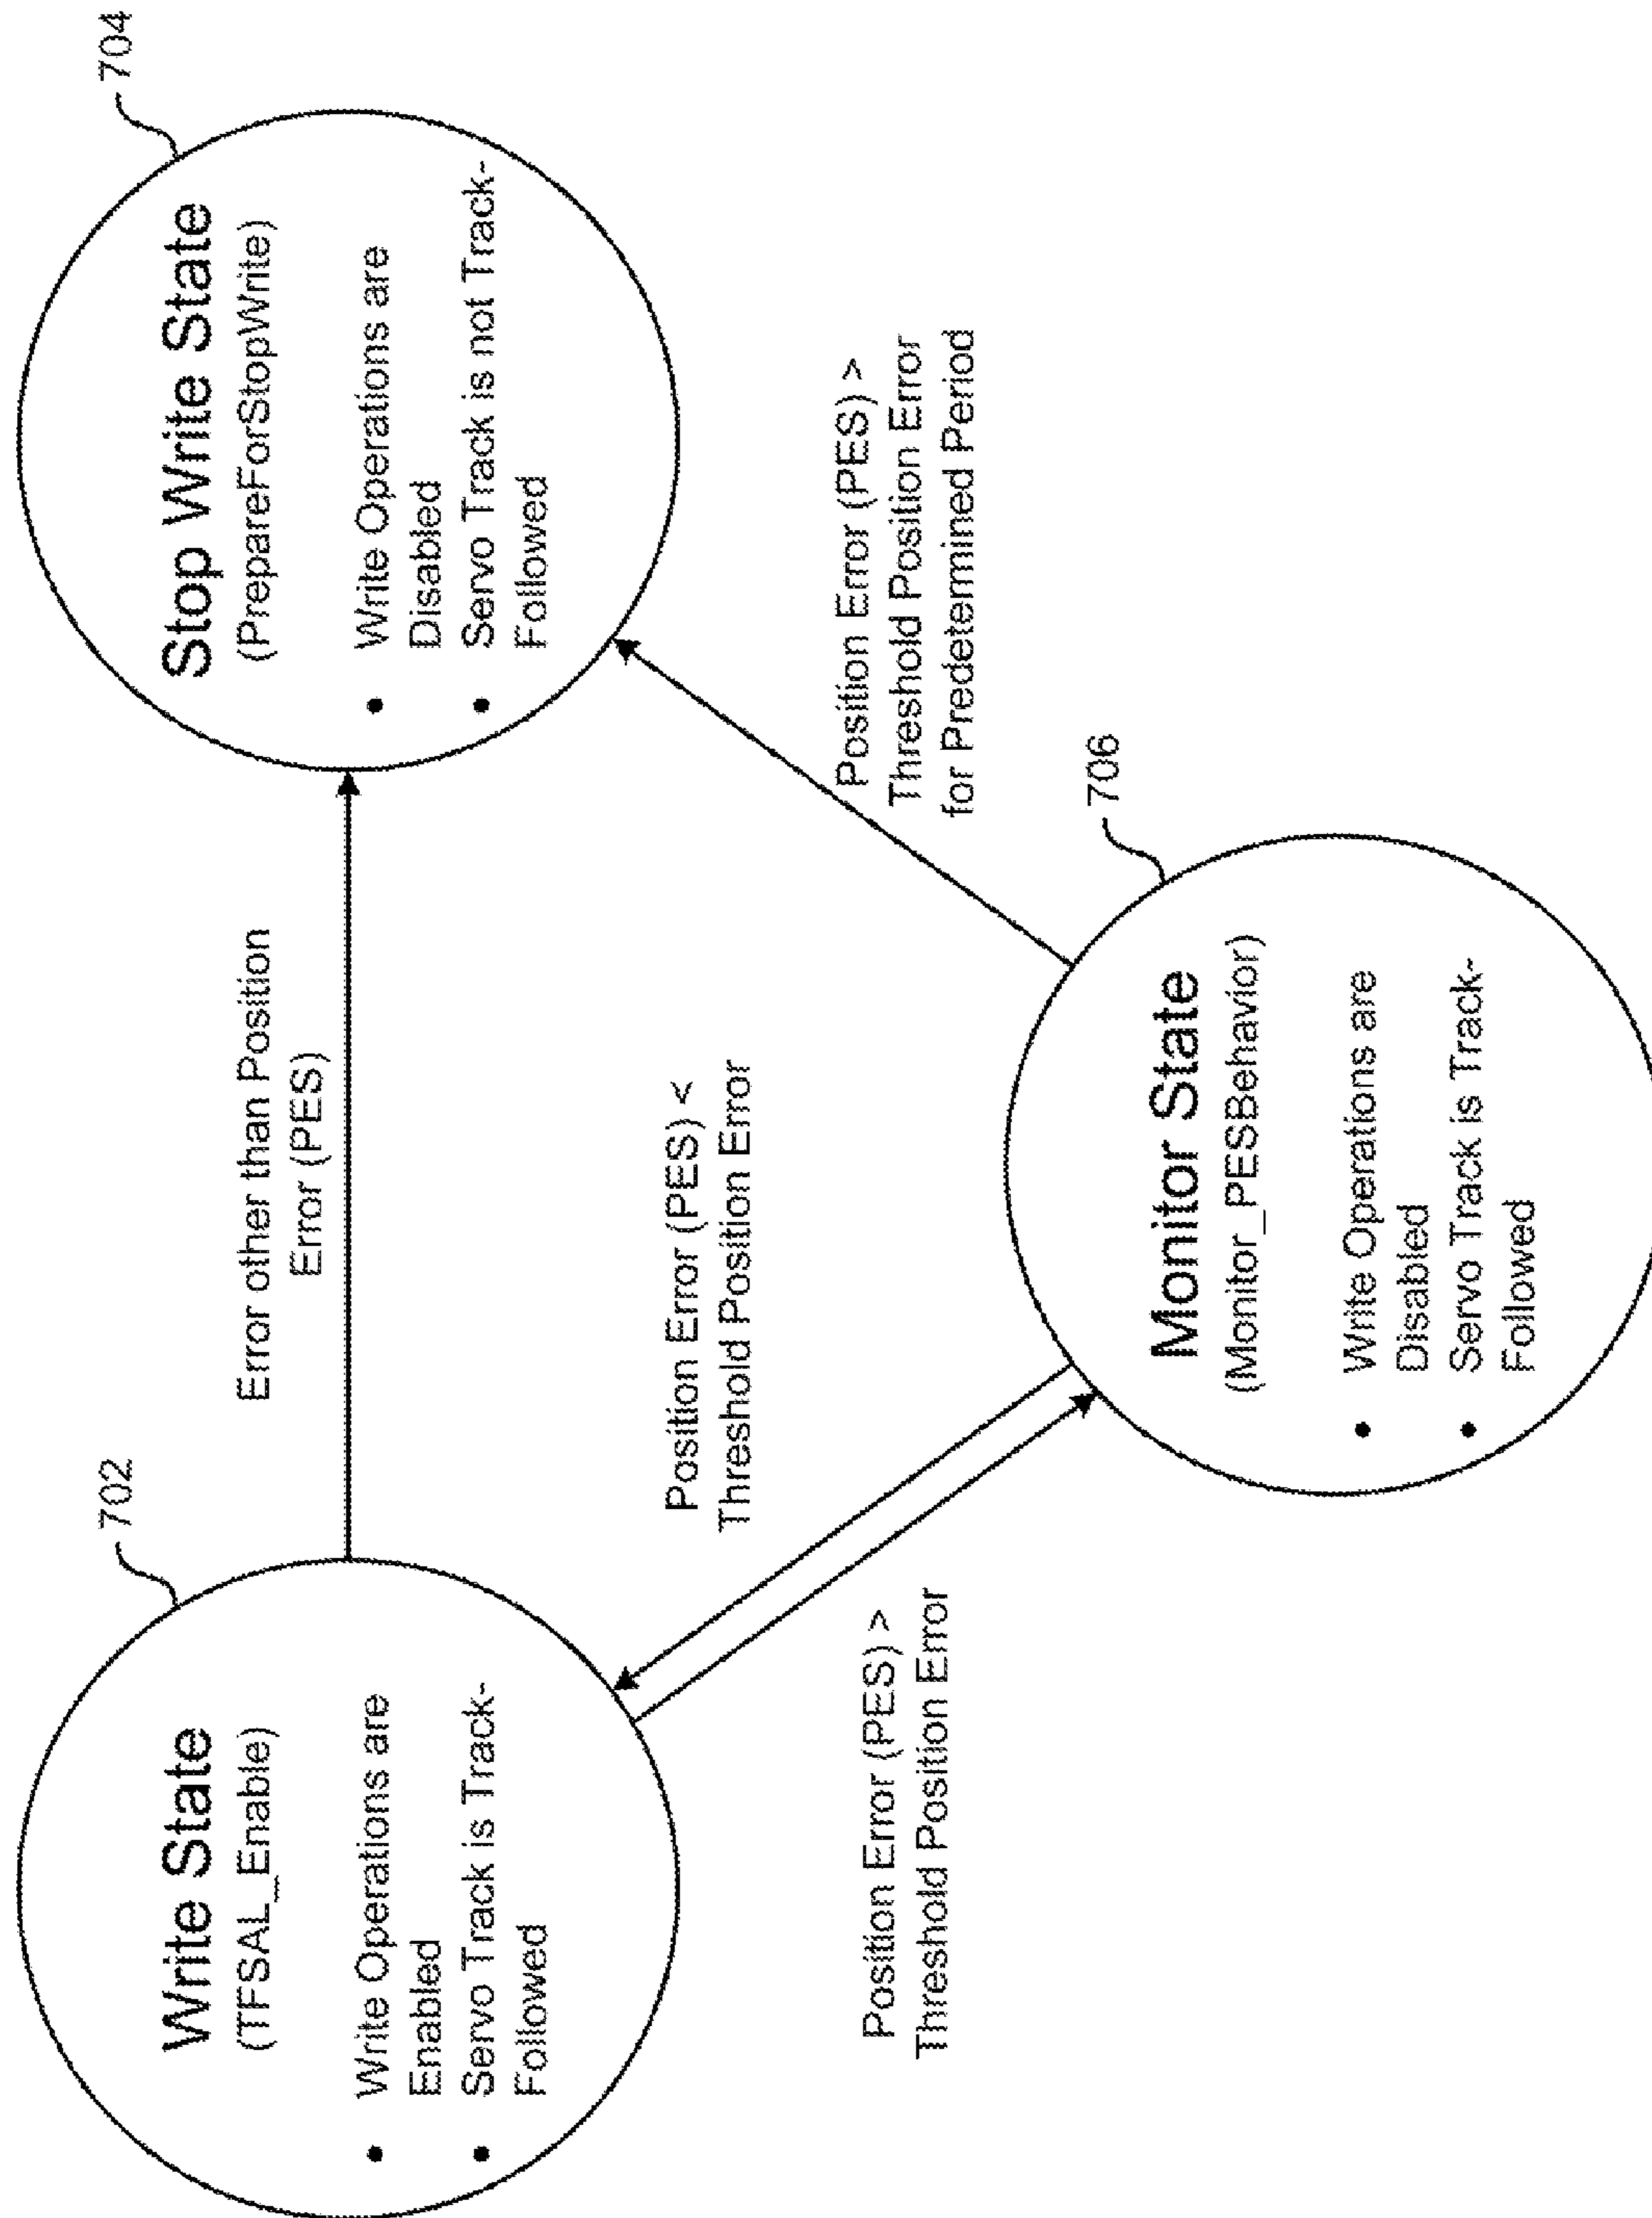 702
Write State
(TFSAL_Enable)
• Write Operations are
Enabled
• Servo Track is Track-
Followed
Error other than Position
Error (PES)
704
Stop Write State
(PrepareForStopWrite)
• Write Operations are
Disabled
• Servo Track is not Track-
Followed
Position Error (PES) <
Threshold Position Error
Position Error (PES) >
Threshold Position Error
Position Error (PES) >
Threshold Position Error
for Predetermined Period
706
Monitor State
(Monitor_PESBehavior)
• Write Operations are
Disabled
• Servo Track is Track-
Followed